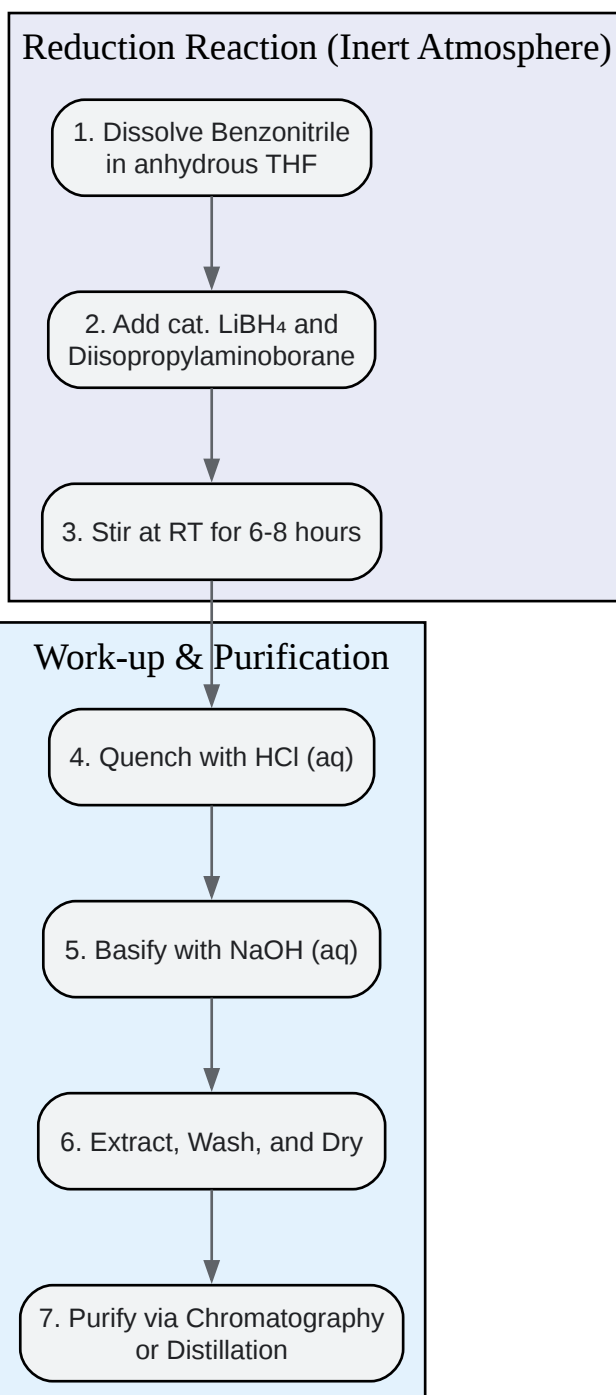 Reduction Reaction (Inert Atmosphere)
1. Dissolve Benzonitrile
in anhydrous THF
2. Add cat. LiBH₄ and
Diisopropylaminoborane
3. Stir at RT for 6-8 hours
Work-up & Purification
4. Quench with HCl (aq)
5. Basify with NaOH (aq)
6. Extract, Wash, and Dry
7. Purify via Chromatography
or Distillation